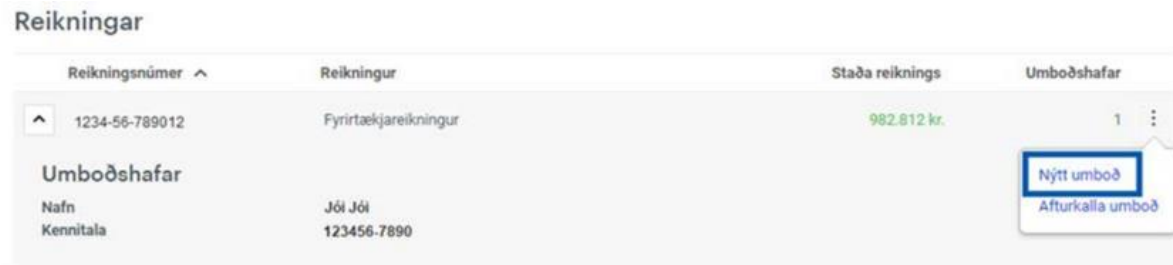 Reikningar
Reikningsnúmer Reikningur Staða reiknings Umboðshafar
1234-56-789012 Fyrirtækjareikningur 982.812 kr. 1
Umboðshafar
Nýtt umboð
Nafn Jói Jói
Afturkalla umboð
Kennitala 123456-7890